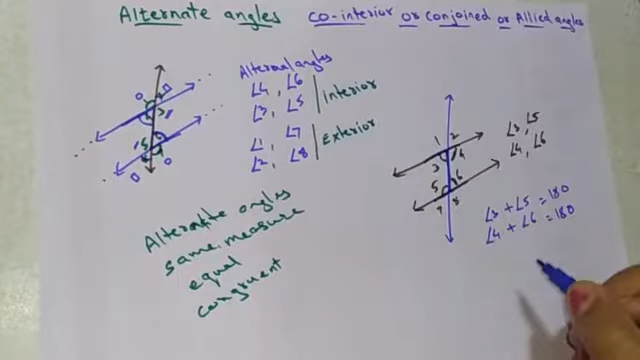 Alternate angles co-interior or conjoined or Allied angles
Alternate angles
∠4, ∠6
∠3, ∠5
Interior
∠1, ∠7
∠2, ∠8
Exterior
Alternate angles
same measure
equal
congruent
1 2
3 4
5 6
7 8
∠3, ∠5
∠4, ∠6
∠3 + ∠5 = 180
∠4 + ∠6 = 180